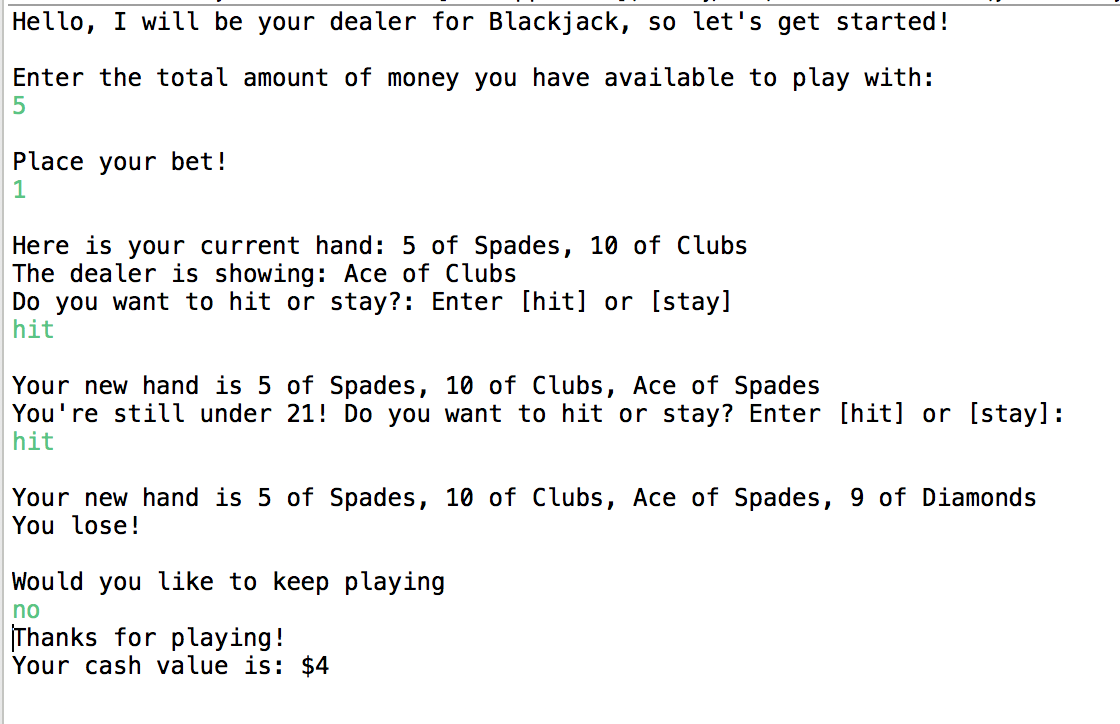 Hello, I will be your dealer for Blackjack, so let's get started!
Enter the total amount of money you have available to play with:
5
Place your bet!
1
Here is your current hand: 5 of Spades, 10 of Clubs
The dealer is showing: Ace of Clubs
Do you want to hit or stay?: Enter [hit] or [stay]
hit
Your new hand is 5 of Spades, 10 of Clubs, Ace of Spades
You're still under 21! Do you want to hit or stay? Enter [hit] or [stay]:
hit
Your new hand is 5 of Spades, 10 of Clubs, Ace of Spades, 9 of Diamonds
You lose!
Would you like to keep playing
no
Thanks for playing!
Your cash value is: $4